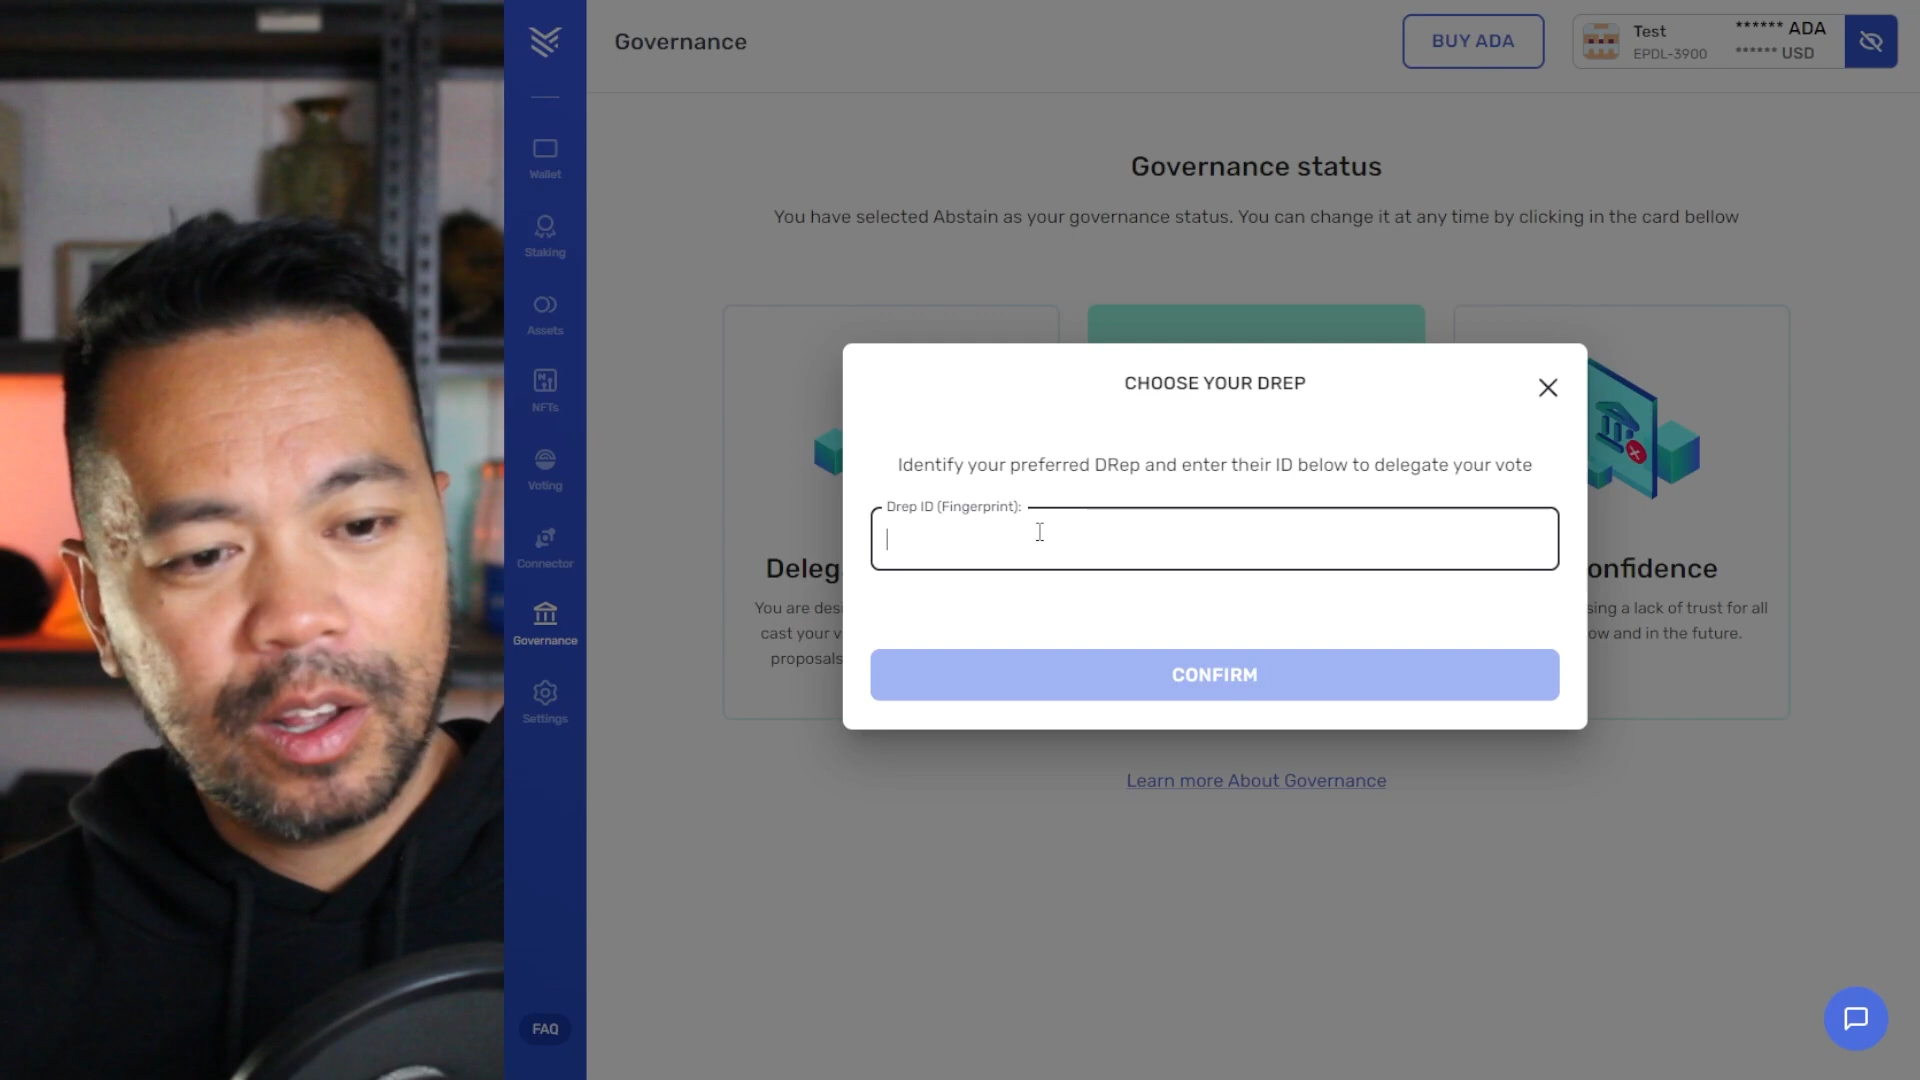 Governance
BUY ADA
Test
EPDL-3900
****** ADA
****** USD
Wallet
Staking
Assets
NFTs
Voting
Connector
Governance
Settings
FAQ
Governance status
You have selected Abstain as your governance status. You can change it at any time by clicking in the card bellow
CHOOSE YOUR DREP
Identify your preferred DRep and enter their ID below to delegate your vote
Drep ID (Fingerprint):
CONFIRM
Deleg
You are desi
cast your v
proposals
onfidence
sing a lack of trust for all
ow and in the future.
Learn more About Governance